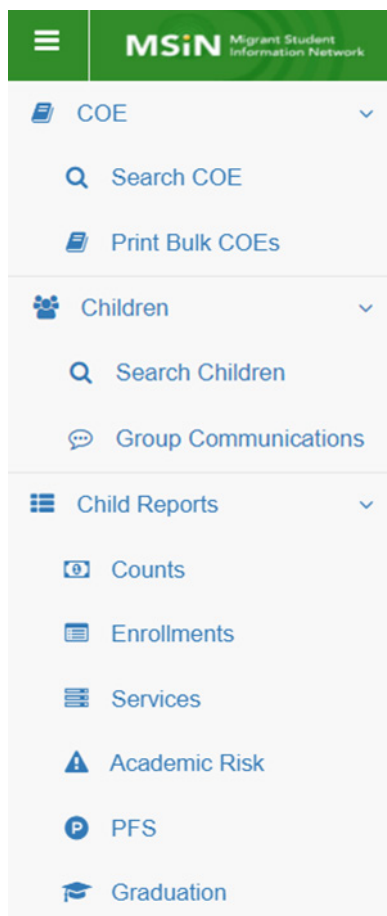 MSiN Migrant Student
Information Network
COE
Search COE
Print Bulk COEs
Children
Search Children
Group Communications
Child Reports
Counts
Enrollments
Services
Academic Risk
P PFS
Graduation